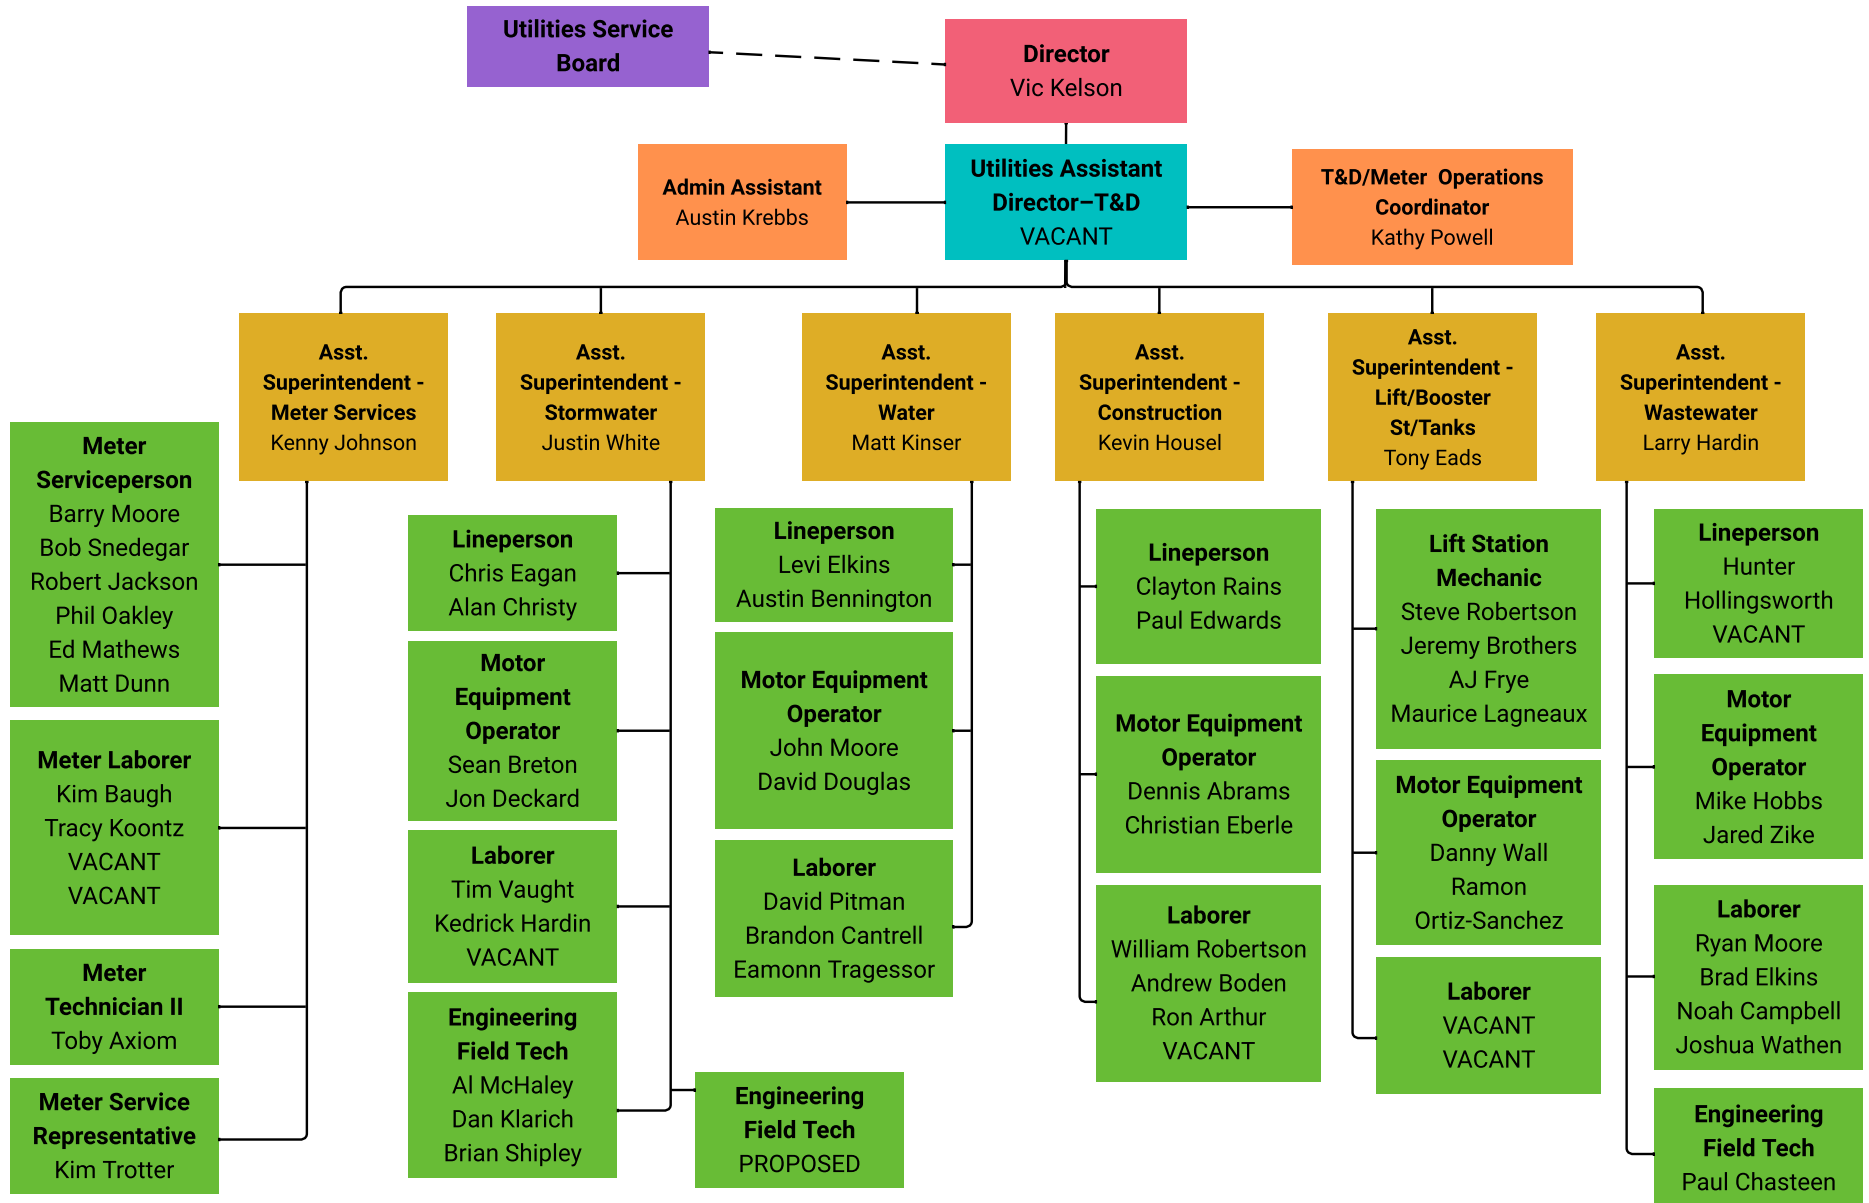 Utilities Service
Board
Director
Vic Kelson
Admin Assistant
Austin Krebbs
Utilities Assistant
Director–T&D
VACANT
T&D/Meter Operations
Coordinator
Kathy Powell
Asst.
Superintendent -
Meter Services
Kenny Johnson
Asst.
Superintendent -
Stormwater
Justin White
Asst.
Superintendent -
Water
Matt Kinser
Asst.
Superintendent -
Construction
Kevin Housel
Asst.
Superintendent -
Lift/Booster
St/Tanks
Tony Eads
Asst.
Superintendent -
Wastewater
Larry Hardin
Meter
Serviceperson
Barry Moore
Bob Snedegar
Robert Jackson
Phil Oakley
Ed Mathews
Matt Dunn
Meter Laborer
Kim Baugh
Tracy Koontz
VACANT
VACANT
Meter
Technician II
Toby Axiom
Meter Service
Representative
Kim Trotter
Lineperson
Chris Eagan
Alan Christy
Motor
Equipment
Operator
Sean Breton
Jon Deckard
Laborer
Tim Vaught
Kedrick Hardin
VACANT
Engineering
Field Tech
Al McHaley
Dan Klarich
Brian Shipley
Engineering
Field Tech
PROPOSED
Lineperson
Levi Elkins
Austin Bennington
Motor Equipment
Operator
John Moore
David Douglas
Laborer
David Pitman
Brandon Cantrell
Eamonn Tragessor
Lineperson
Clayton Rains
Paul Edwards
Motor Equipment
Operator
Dennis Abrams
Christian Eberle
Laborer
William Robertson
Andrew Boden
Ron Arthur
VACANT
Lift Station
Mechanic
Steve Robertson
Jeremy Brothers
AJ Frye
Maurice Lagneaux
Motor Equipment
Operator
Danny Wall
Ramon
Ortiz-Sanchez
Laborer
VACANT
VACANT
Lineperson
Hunter
Hollingsworth
VACANT
Motor
Equipment
Operator
Mike Hobbs
Jared Zike
Laborer
Ryan Moore
Brad Elkins
Noah Campbell
Joshua Wathen
Engineering
Field Tech
Paul Chasteen